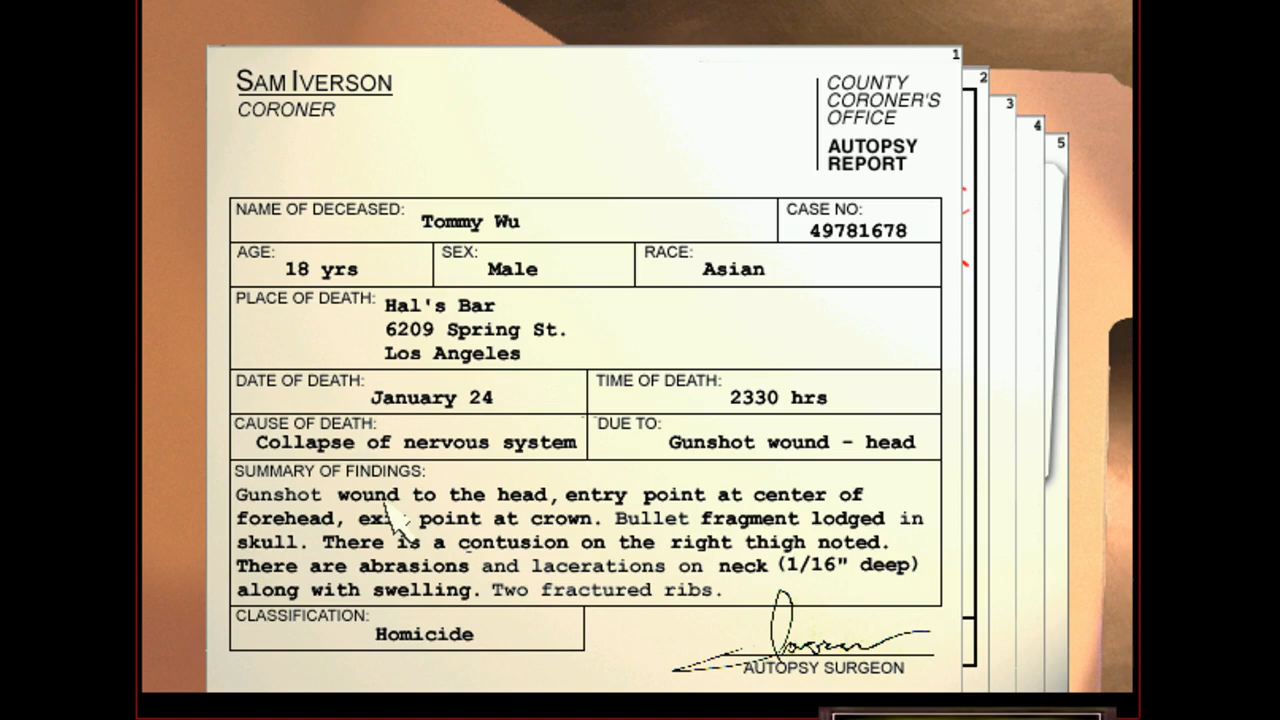 1
2
3
4
5
SAM IVERSON
CORONER
COUNTY
CORONER'S
OFFICE
AUTOPSY
REPORT
NAME OF DECEASED: Tommy Wu
CASE NO: 49781678
AGE: 18 yrs
SEX: Male
RACE: Asian
PLACE OF DEATH: Hal's Bar
6209 Spring St.
Los Angeles
DATE OF DEATH: January 24
TIME OF DEATH: 2330 hrs
CAUSE OF DEATH: Collapse of nervous system
DUE TO: Gunshot wound - head
SUMMARY OF FINDINGS:
Gunshot wound to the head, entry point at center of
forehead, exit point at crown. Bullet fragment lodged in
skull. There is a contusion on the right thigh noted.
There are abrasions and lacerations on neck (1/16" deep)
along with swelling. Two fractured ribs.
CLASSIFICATION: Homicide
AUTOPSY SURGEON